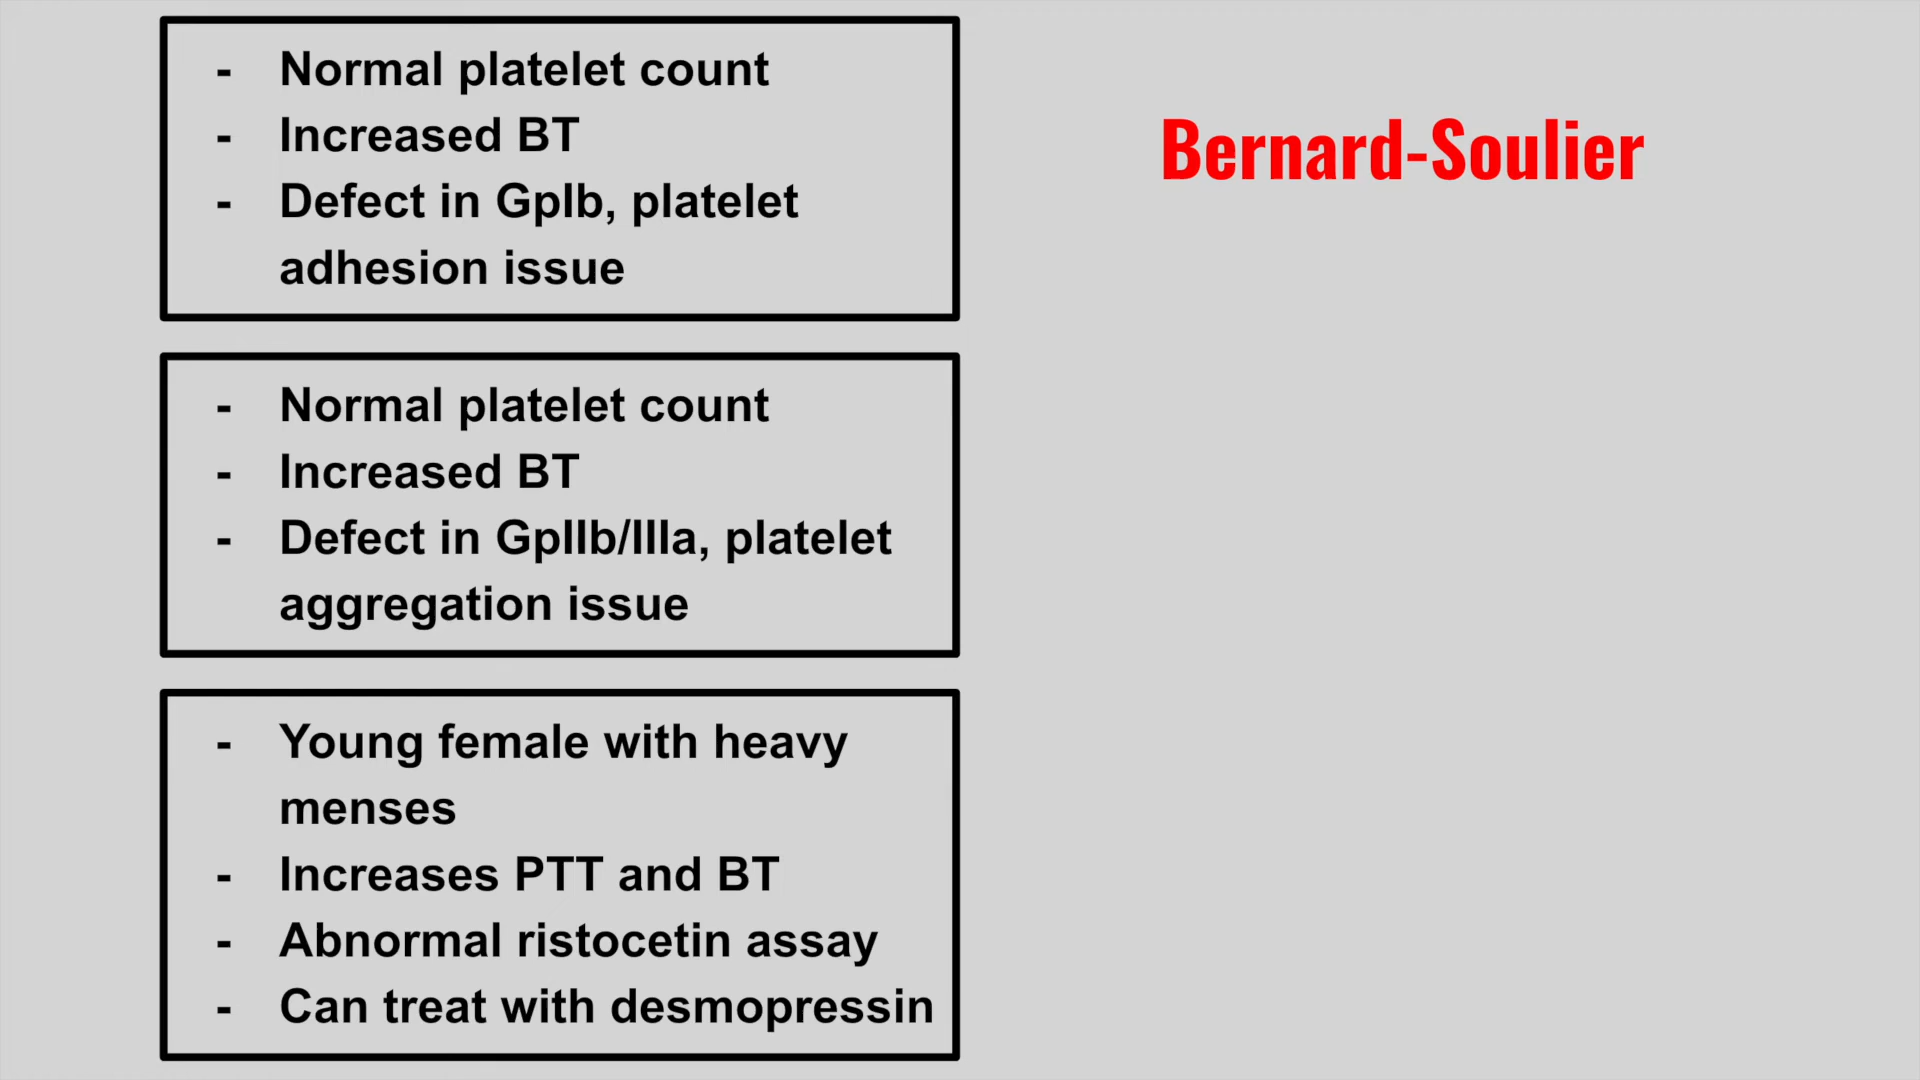 - Normal platelet count
- Increased BT
- Defect in GpIb, platelet
adhesion issue
Bernard-Soulier
- Normal platelet count
- Increased BT
- Defect in GpIIb/IIIa, platelet
aggregation issue
- Young female with heavy
menses
- Increases PTT and BT
- Abnormal ristocetin assay
- Can treat with desmopressin